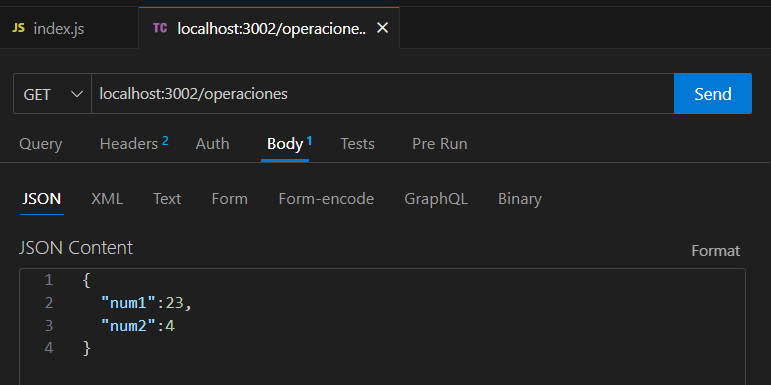 JS index.js TC localhost:3002/operacione.. ×
GET localhost:3002/operaciones Send
Query Headers 2 Auth Body 1 Tests Pre Run
JSON XML Text Form Form-encode GraphQL Binary
JSON Content Format
1 {
2 "num1":23,
3 "num2":4
4 }